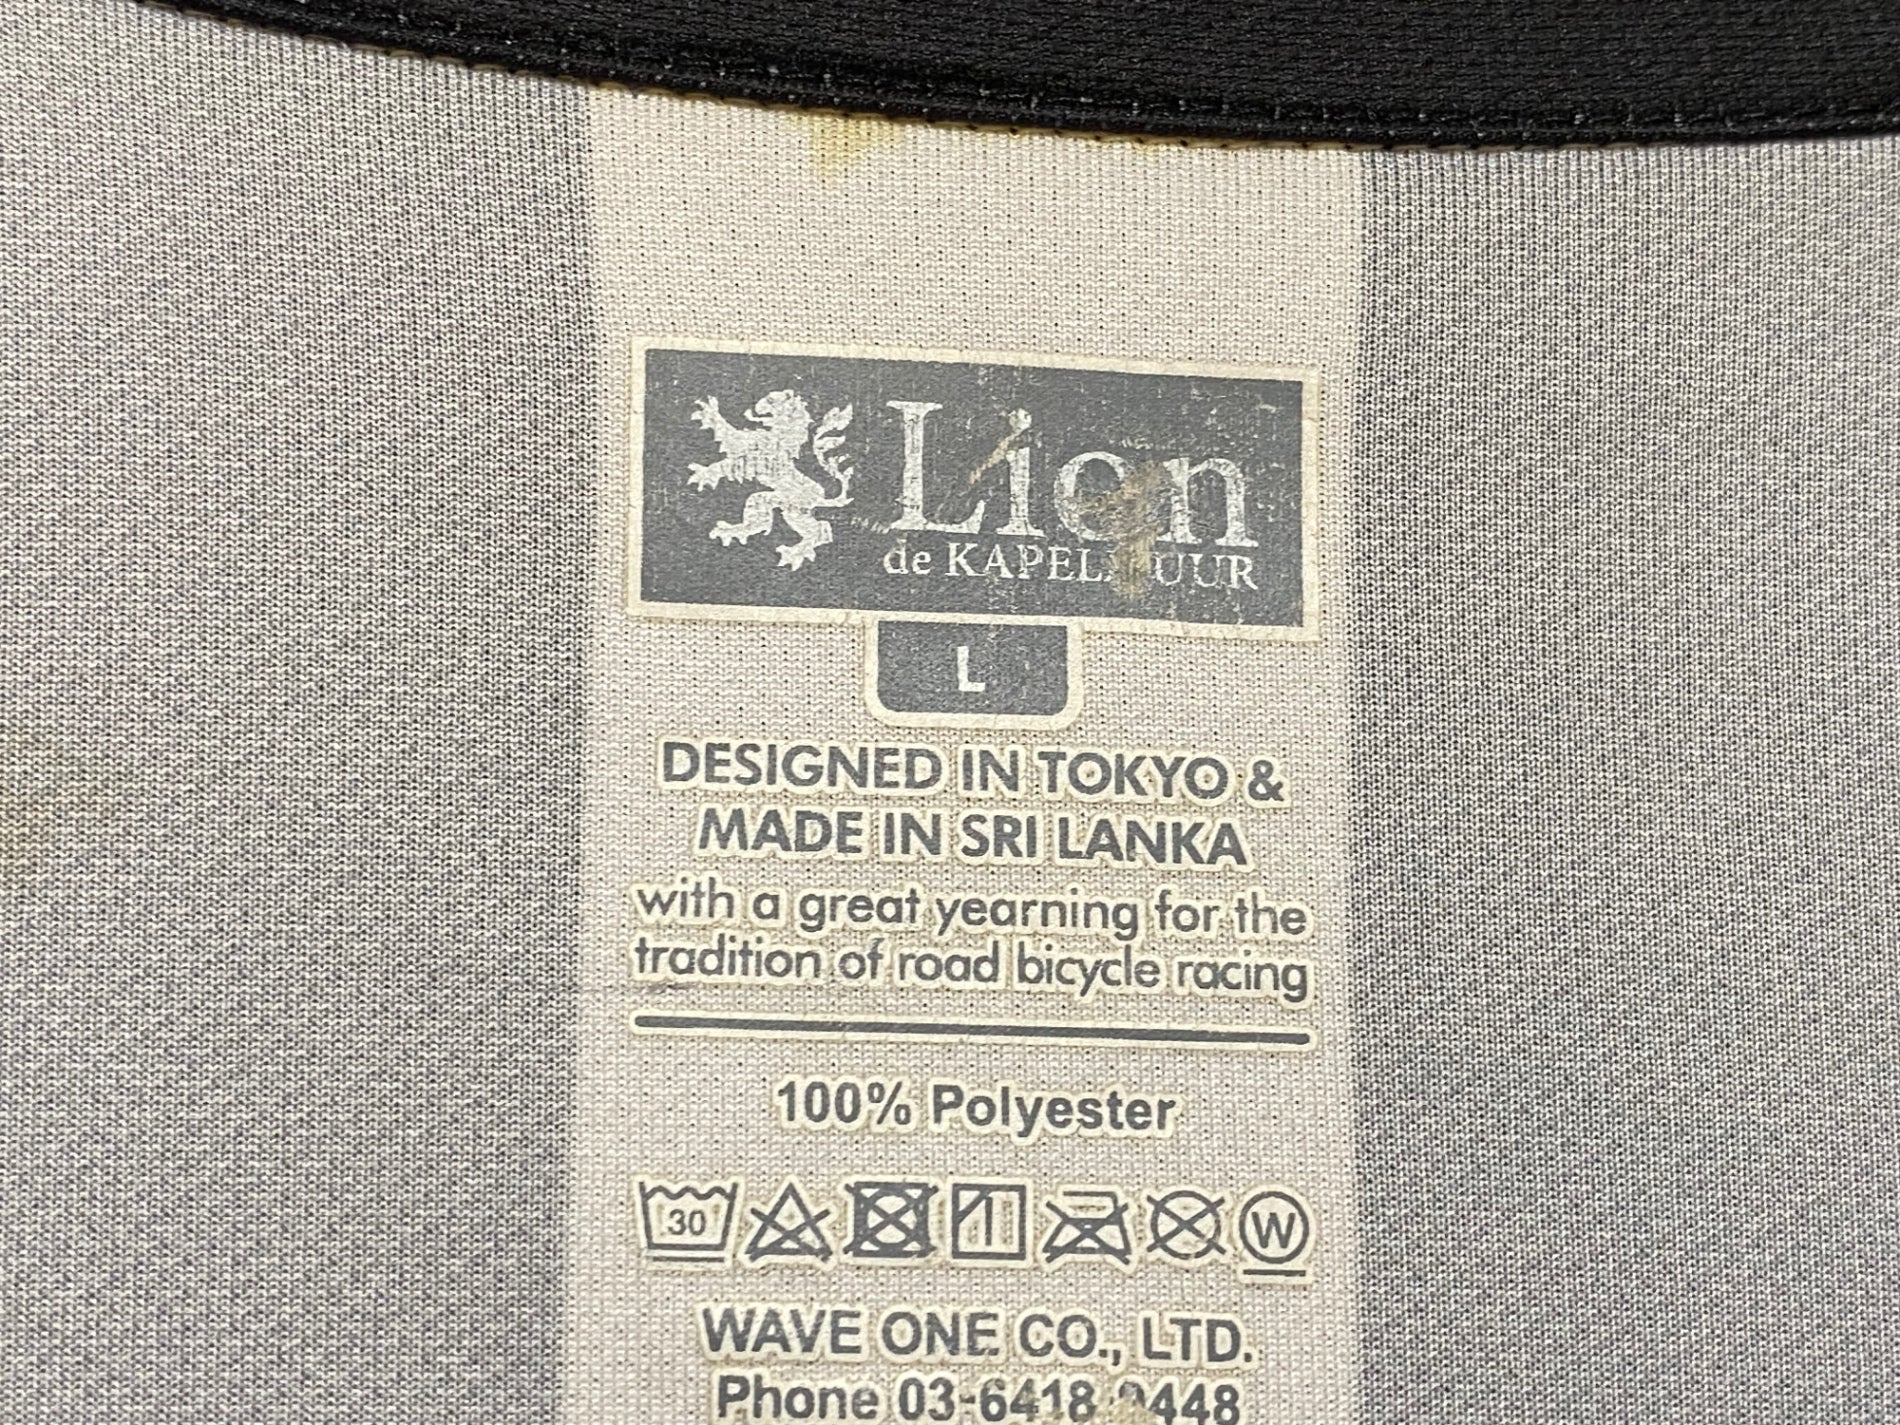 Lion
de
L
DESIGNED IN TOKYO &
MADE IN SRI LANKA
with a great yearning for the
tradition of road bicycle racing
100% Polyester
30
W
WAVE ONE CO., LTD.
Phone